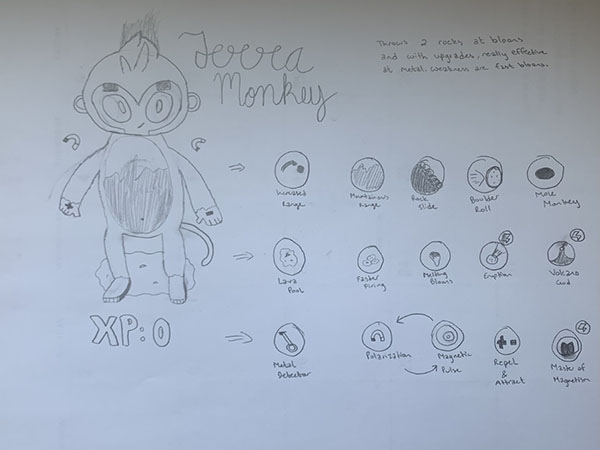 Terra
Monkey
Throws 2 rocks at bloons
and with upgrades, really effective
at metal. weakness are fast bloons.
Increased
Range
Mountainous
Range
Rock
Slide
Boulder
Roll
Mole
Monkey
Lava
Pool
Faster
Firing
Melting
Bloons
Eruption
Volcano
God
XP: 0
Metal
Detector
Polarization
Magnetic
Pulse
Repel
&
Attract
Master of
Magnetism